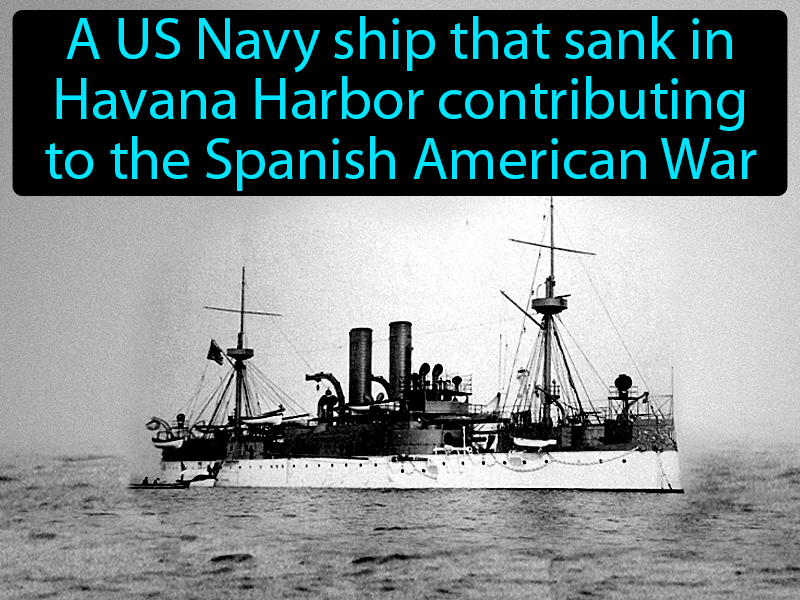 A US Navy ship that sank in
Havana Harbor contributing
to the Spanish American War